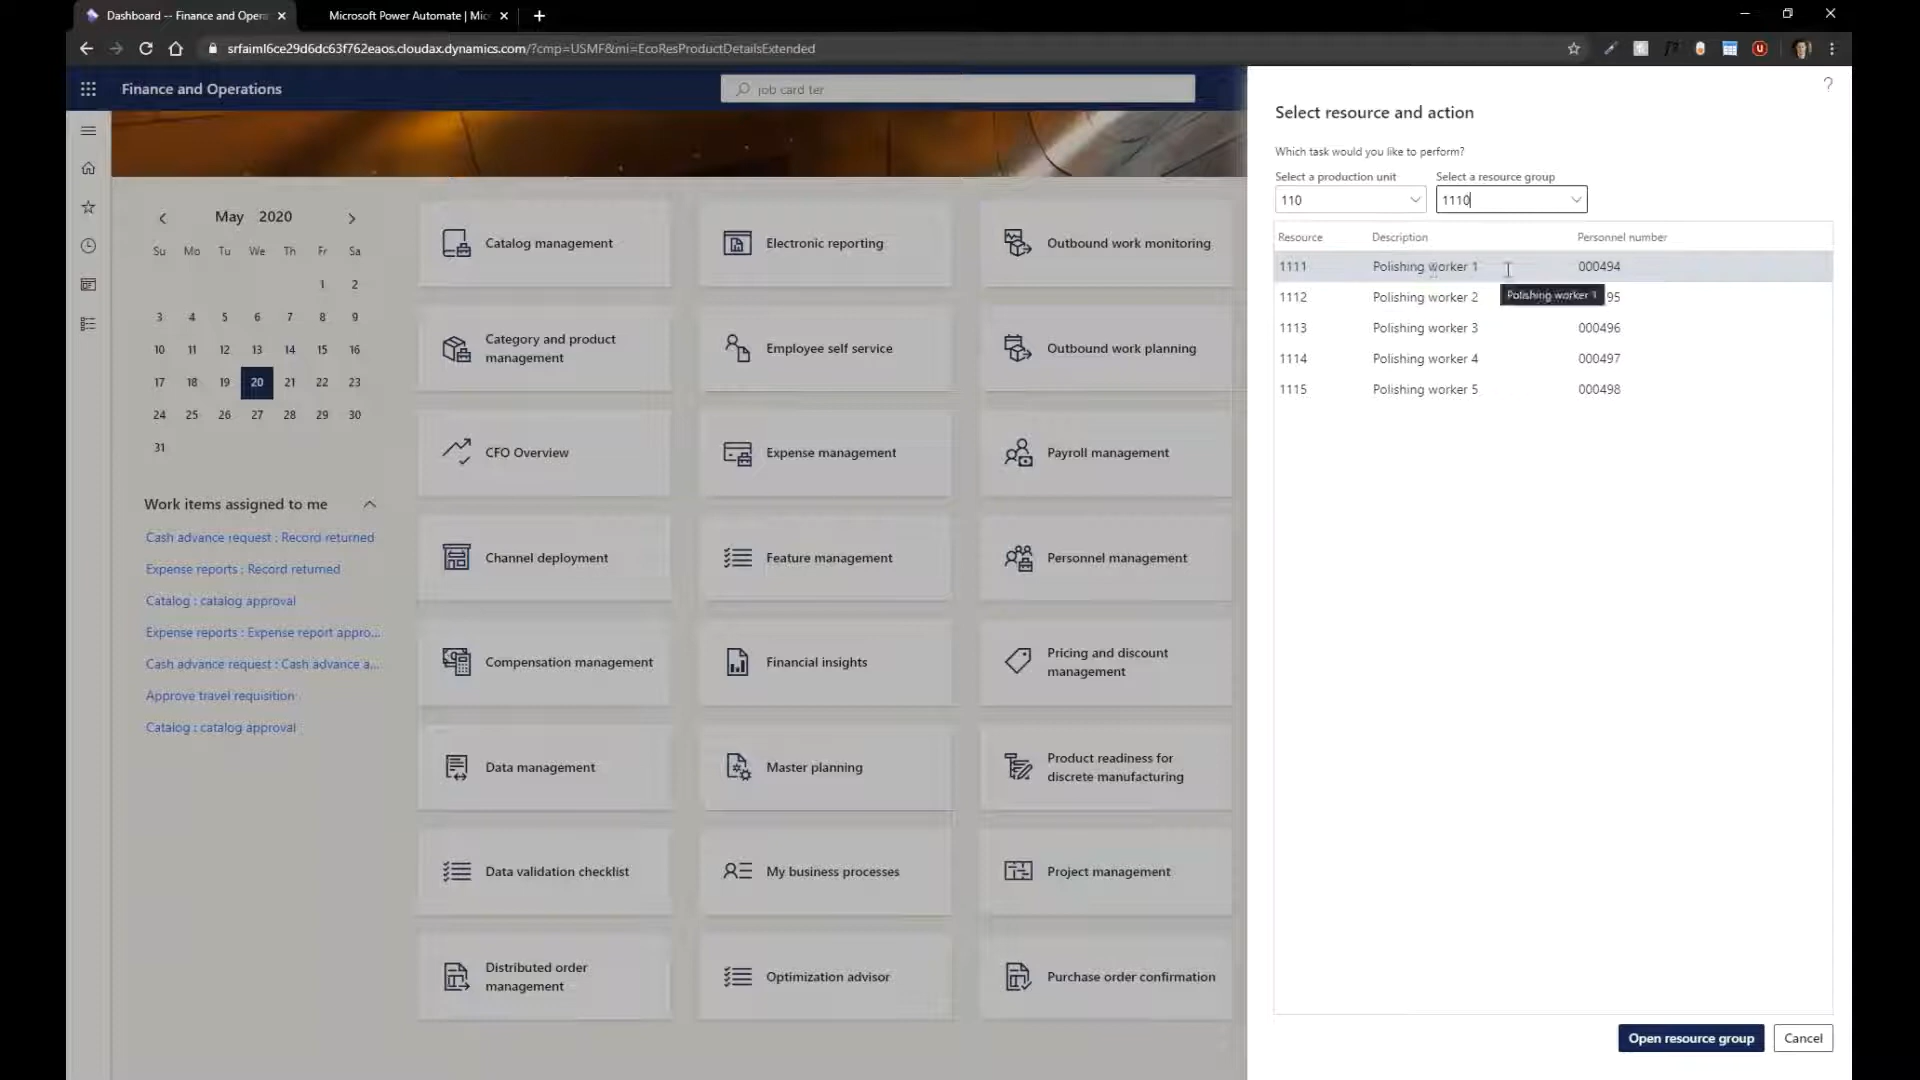 Dashboard -- Finance and Opera
Microsoft Power Automate | Mic
srfaiml6ce29d6dc63f762eaos.cloudax.dynamics.com/?cmp=USMF&mi=EcoResProductDetailsExtended
Finance and Operations
job card ter
May 2020
Su Mo Tu We Th Fr Sa
1 2
3 4 5 6 7 8 9
10 11 12 13 14 15 16
17 18 19 20 21 22 23
24 25 26 27 28 29 30
31
Work items assigned to me
Cash advance request : Record returned
Expense reports : Record returned
Catalog : catalog approval
Expense reports : Expense report appro...
Cash advance request : Cash advance a...
Approve travel requisition
Catalog : catalog approval
Catalog management
Electronic reporting
Outbound work monitoring
Category and product
management
Employee self service
Outbound work planning
CFO Overview
Expense management
Payroll management
Channel deployment
Feature management
Personnel management
Compensation management
Financial insights
Pricing and discount
management
Data management
Master planning
Product readiness for
discrete manufacturing
Data validation checklist
My business processes
Project management
Distributed order
management
Optimization advisor
Purchase order confirmation
?
Select resource and action
Which task would you like to perform?
Select a production unit Select a resource group
110 1110
Resource Description Personnel number
1111 Polishing worker 1 000494
1112 Polishing worker 2 95
Polishing worker 1
1113 Polishing worker 3 000496
1114 Polishing worker 4 000497
1115 Polishing worker 5 000498
Open resource group Cancel